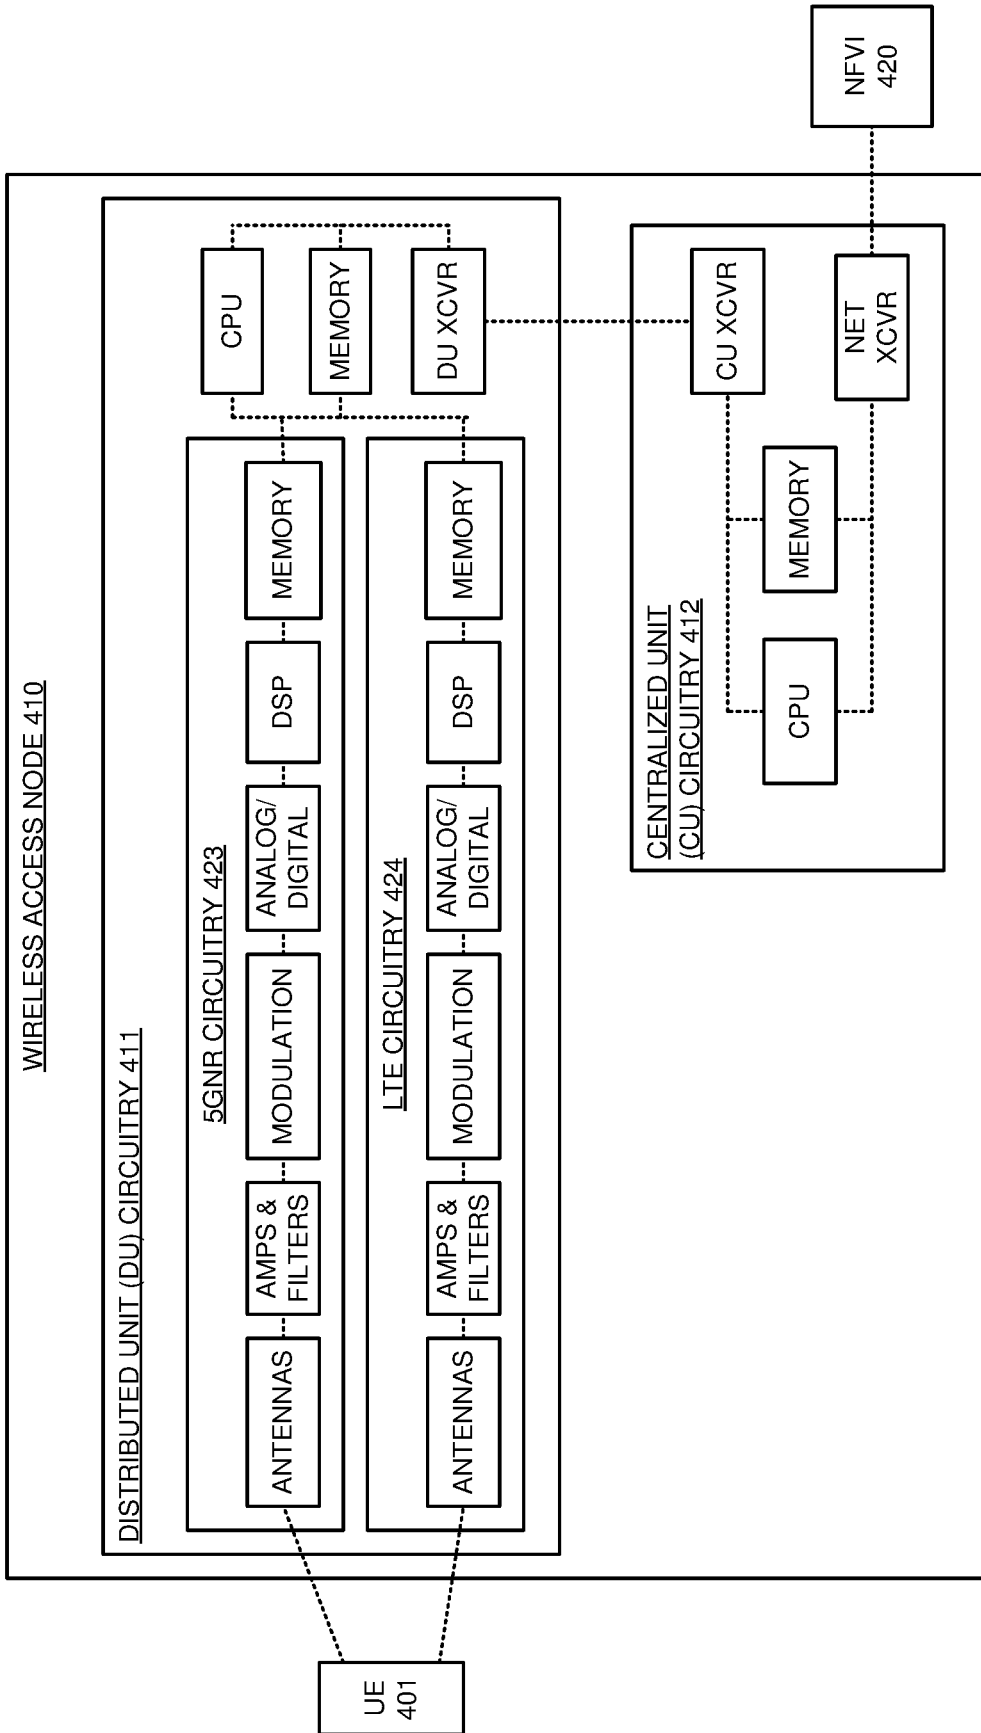 WIRELESS ACCESS NODE 410
DISTRIBUTED UNIT (DU) CIRCUITRY 411
5GNR CIRCUITRY 423
ANTENNAS
AMPS &
FILTERS
MODULATION
ANALOG/
DIGITAL
DSP
MEMORY
CPU
MEMORY
DU XCVR
LTE CIRCUITRY 424
ANTENNAS
AMPS &
FILTERS
MODULATION
ANALOG/
DIGITAL
DSP
MEMORY
UE
401
CENTRALIZED UNIT
(CU) CIRCUITRY 412
CPU
MEMORY
CU XCVR
NET
XCVR
NFVI
420